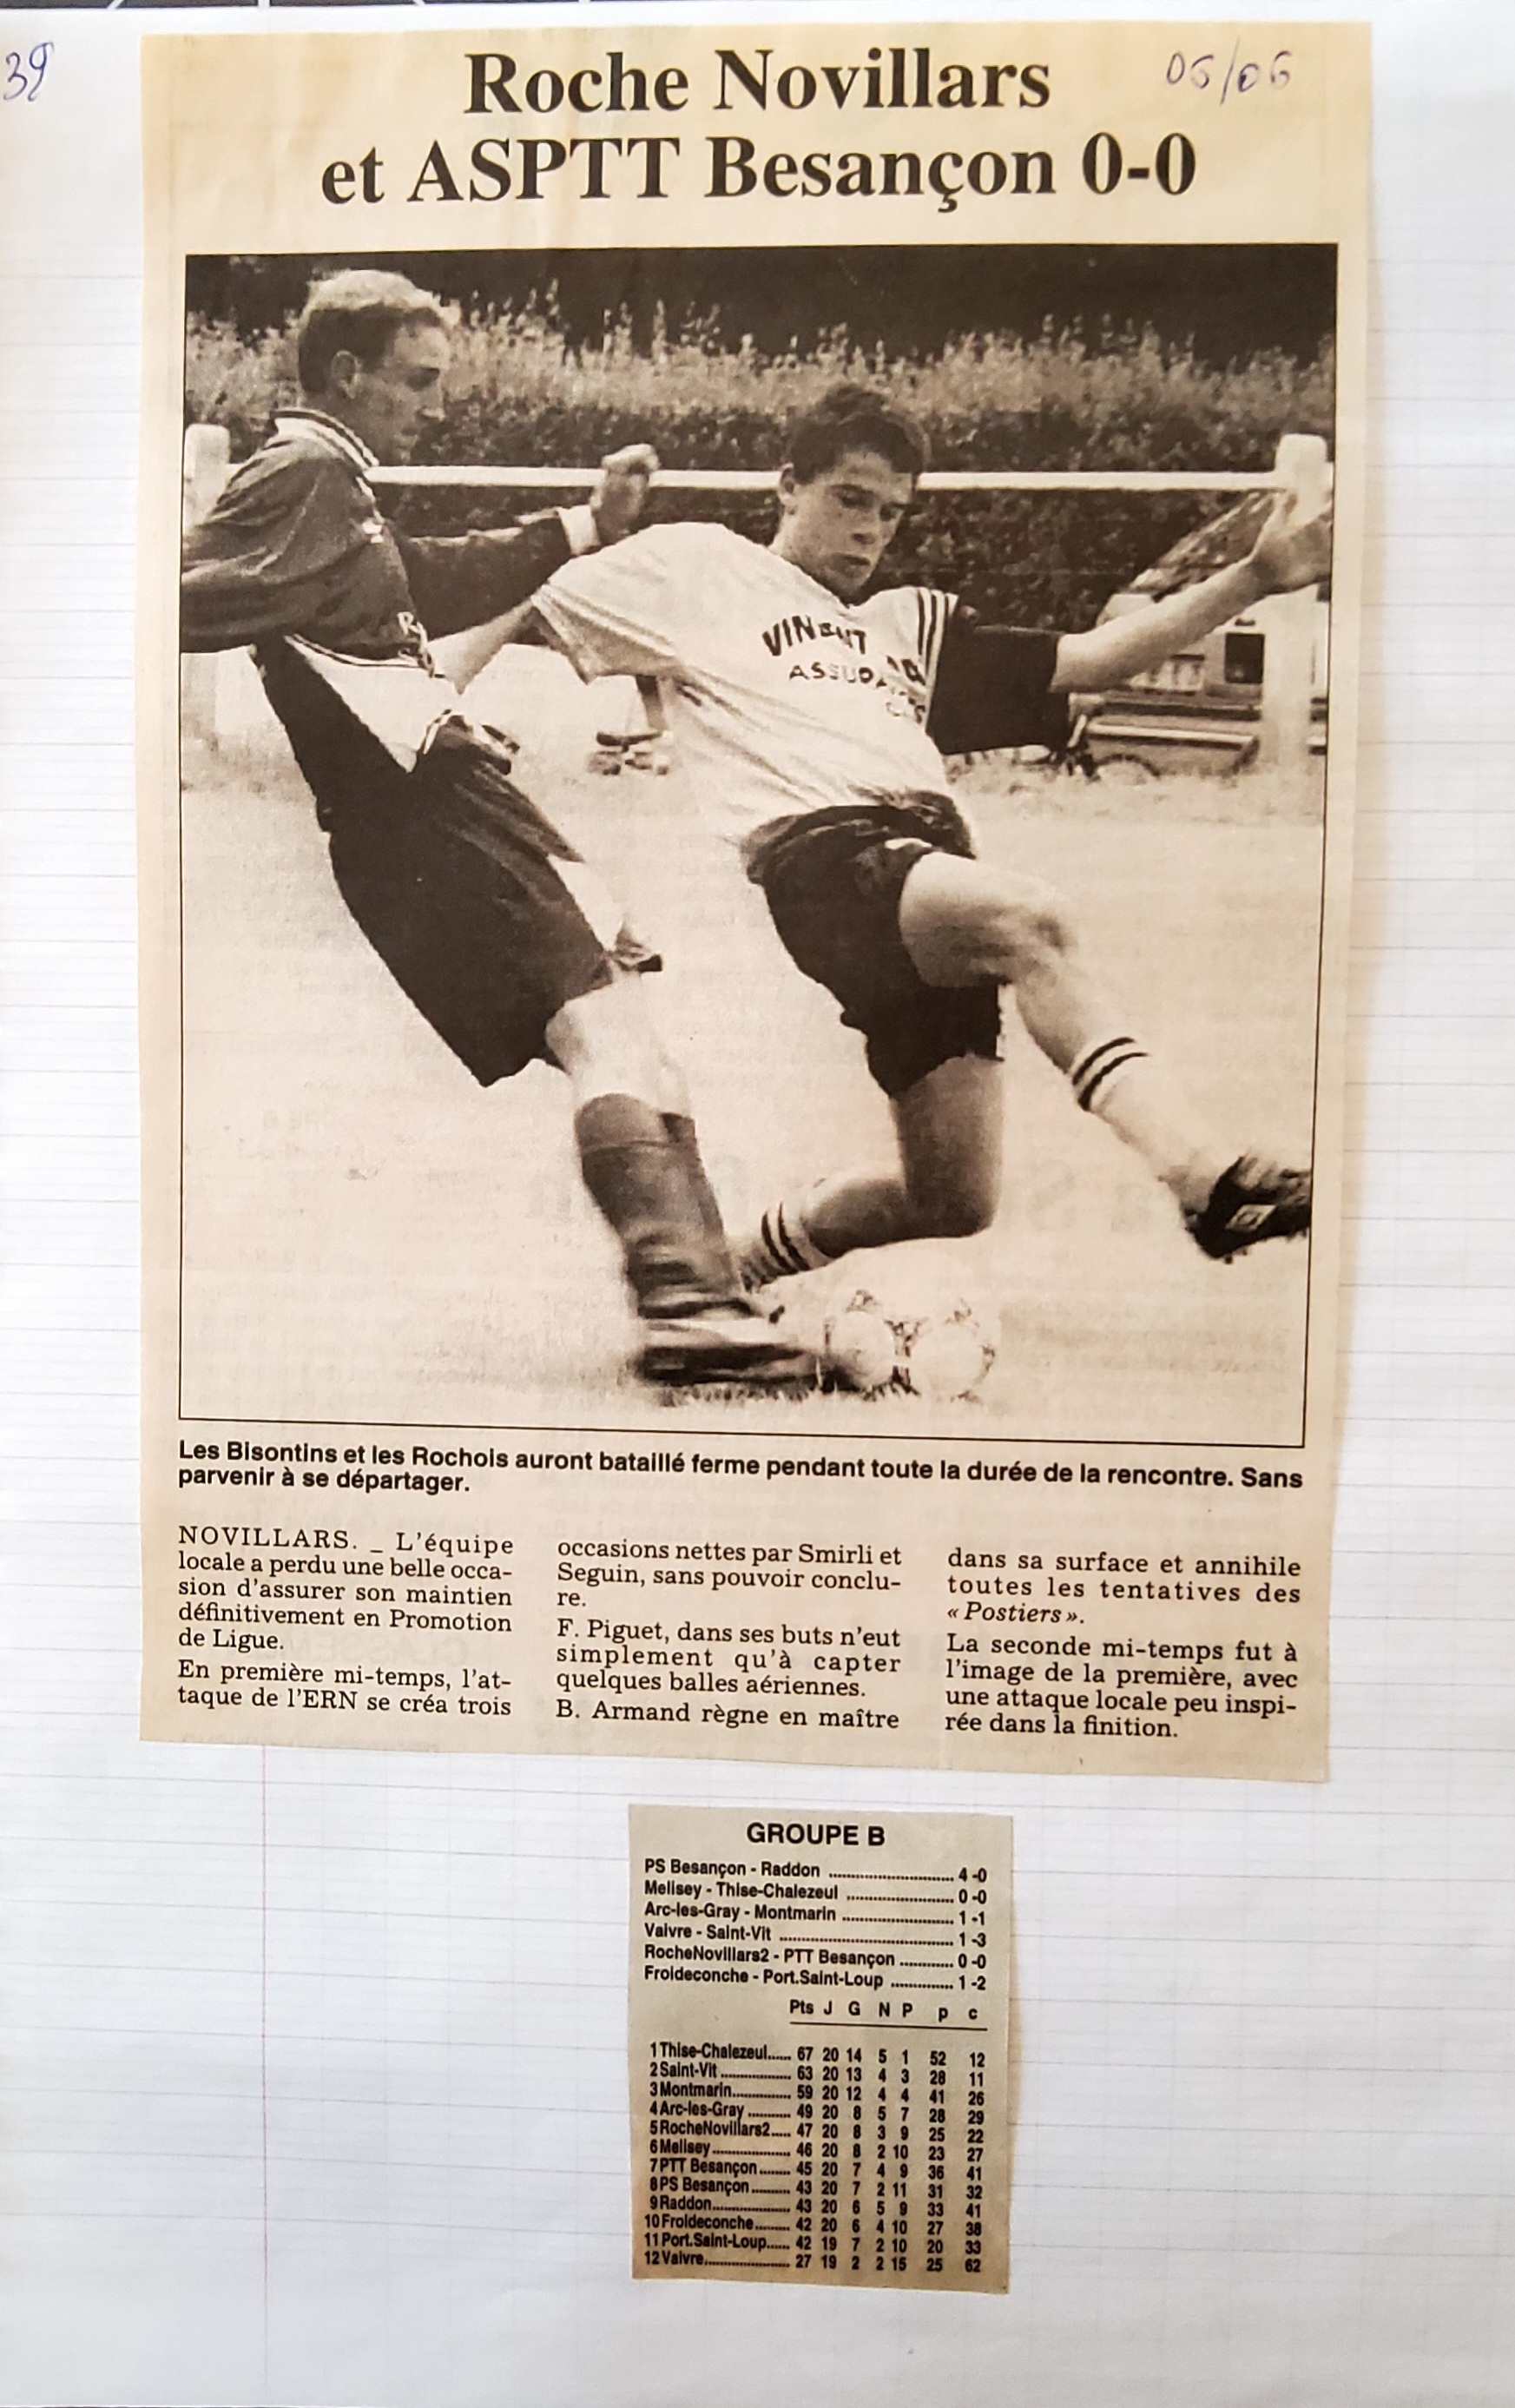 39
05/06
Roche Novillars
et ASPTT Besançon 0-0
ASSU
Les Bisontins et les Rochois auront bataillé ferme pendant toute la durée de la rencontre. Sans
parvenir à se départager.
NOVILLARS. _ L'équipe
locale a perdu une belle occa-
sion d'assurer son maintien
définitivement en Promotion
de Ligue.
En première mi-temps, l'at-
taque de l'ERN se créa trois
occasions nettes par Smirli et
Seguin, sans pouvoir conclu-
re.
F. Piguet, dans ses buts n'eut
simplement qu'à capter
quelques balles aériennes.
B. Armand règne en maître
dans sa surface et annihile
toutes les tentatives des
« Postiers ».
La seconde mi-temps fut à
l'image de la première, avec
une attaque locale peu inspi-
rée dans la finition.
GROUPE B
PS Besançon - Raddon ............................ 4 -0
Melisey - Thise-Chalezeul ........................ 0 -0
Arc-les-Gray - Montmarin ......................... 1 -1
Vaivre - Saint-Vit ........................................ 1 -3
RocheNovillars2 - PTT Besançon ............ 0 -0
Froideconche - Port.Saint-Loup .............. 1 -2
Pts J G N P p c
1 Thise-Chalezeul...... 67 20 14 5 1 52 12
2 Saint-Vit ................. 63 20 13 4 3 28 11
3 Montmarin.............. 59 20 12 4 4 41 26
4 Arc-les-Gray .......... 49 20 8 5 7 28 29
5 RocheNovillars2..... 47 20 8 3 9 25 22
6 Melisey................... 46 20 8 2 10 23 27
7 PTT Besançon........ 45 20 7 4 9 36 41
8 PS Besançon.......... 43 20 7 2 11 31 32
9 Raddon................... 43 20 6 5 9 33 41
10 Froideconche........ 42 20 6 4 10 27 38
11 Port.Saint-Loup...... 42 19 7 2 10 20 33
12 Vaivre..................... 27 19 2 2 15 25 62